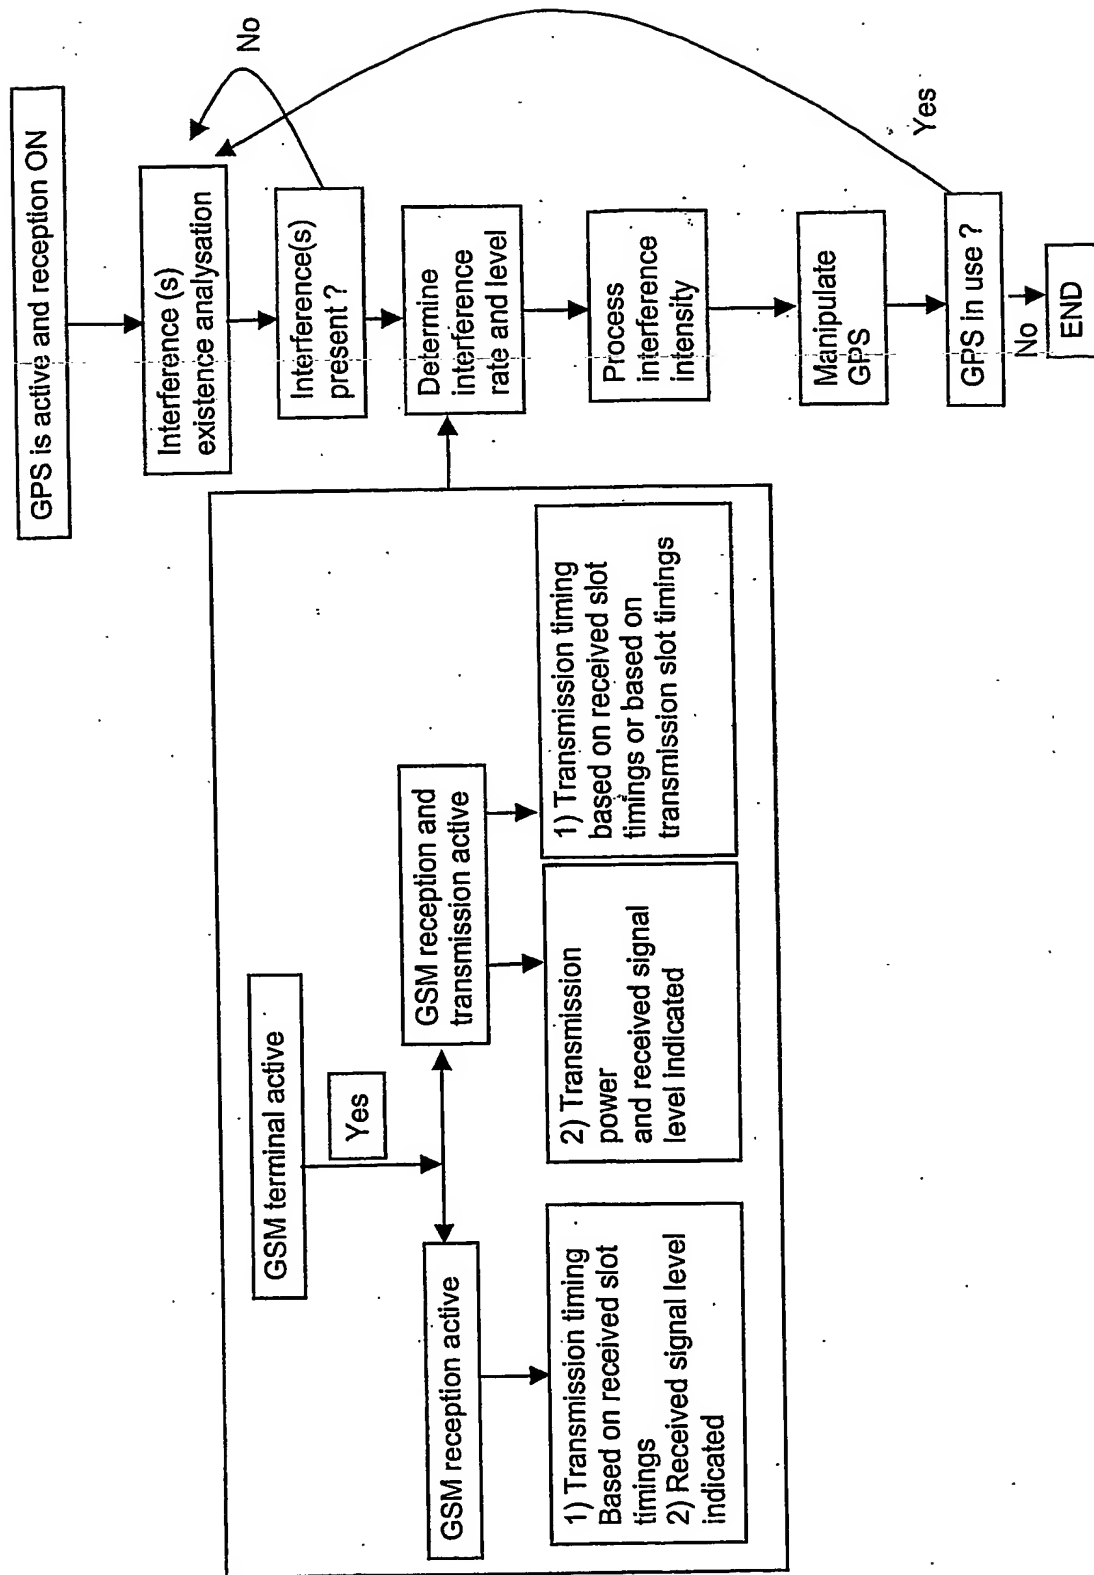 GPS is active and reception ON
Interference (s)
existence analysation
No
Interference(s)
present ?
Determine
interference
rate and level
Process
interference
intensity
Manipulate
GPS
GPS in use ?
Yes
No
END
GSM terminal active
Yes
GSM reception active
GSM reception and
transmission active
1) Transmission timing
Based on received slot
timings
2) Received signal level
indicated
2) Transmission
power
and received signal
level indicated
1) Transmission timing
based on received slot
timings or based on
transmission slot timings